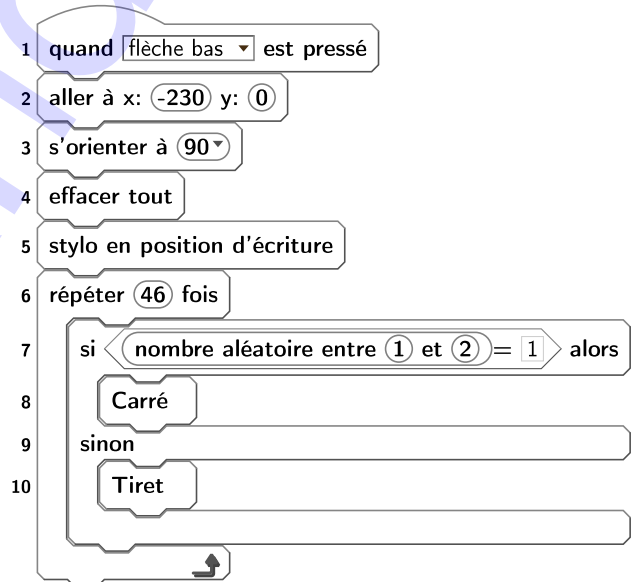 1 quand flèche bas est pressé
2 aller à x: -230 y: 0
3 s'orienter à 90
4 effacer tout
5 stylo en position d'écriture
6 répéter 46 fois
7 si nombre aléatoire entre 1 et 2 = 1 alors
8 Carré
9 sinon
10 Tiret